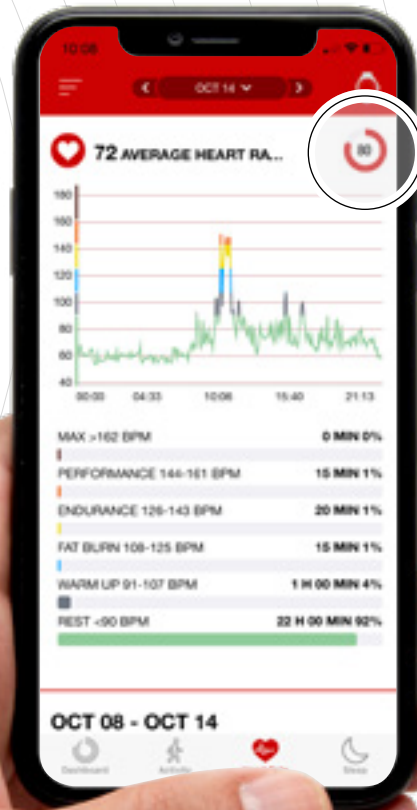 10:08
OCT 14
72 AVERAGE HEART RA...
80
180
160
140
120
100
80
60
40
00:00 04:33 10:06 15:40 21:13
MAX >162 BPM 0 MIN 0%
PERFORMANCE 144-161 BPM 15 MIN 1%
ENDURANCE 126-143 BPM 20 MIN 1%
FAT BURN 108-125 BPM 15 MIN 1%
WARM UP 91-107 BPM 1 H 00 MIN 4%
REST <90 BPM 22 H 00 MIN 92%
OCT 08 - OCT 14
Dashboard Activity Sleep